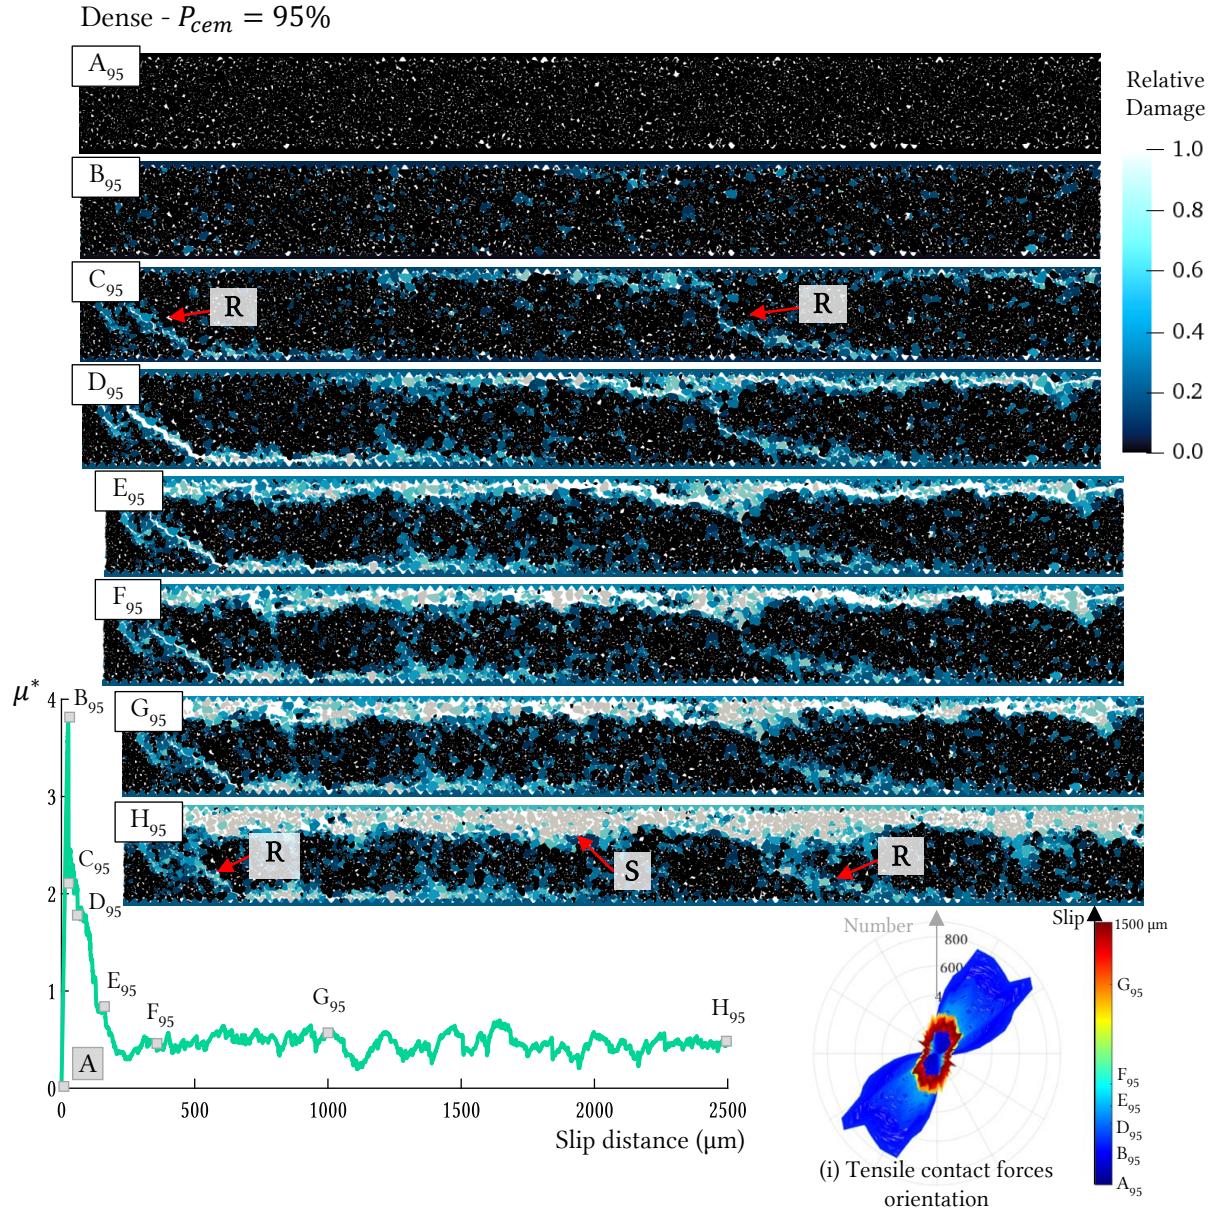 Dense - P_cem = 95%
A95
Relative
Damage
1.0
0.8
0.6
0.4
0.2
0.0
B95
C95
R
R
D95
E95
F95
G95
H95
R
S
R
μ*
4
3
2
1
0
B95
C95
D95
E95
F95
G95
H95
A
0
500
1000
1500
2000
2500
Slip distance (μm)
Number
800
600
4
(i) Tensile contact forces
orientation
Slip
1500 μm
G95
F95
E95
D95
B95
A95